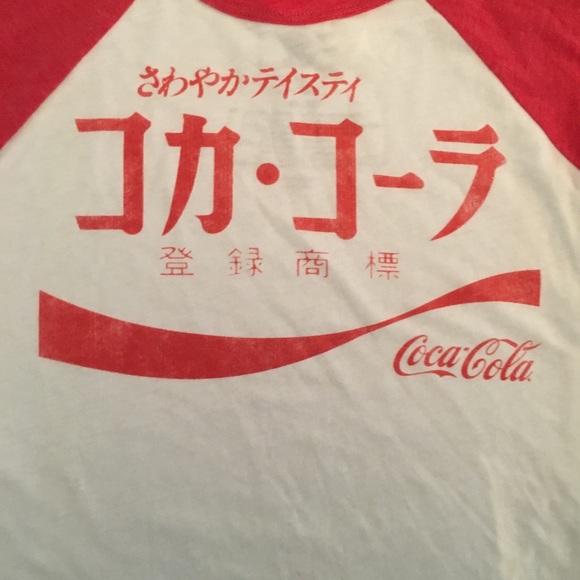 さわやかテイスティ
コカ・コーラ
登録商標
Coca-Cola